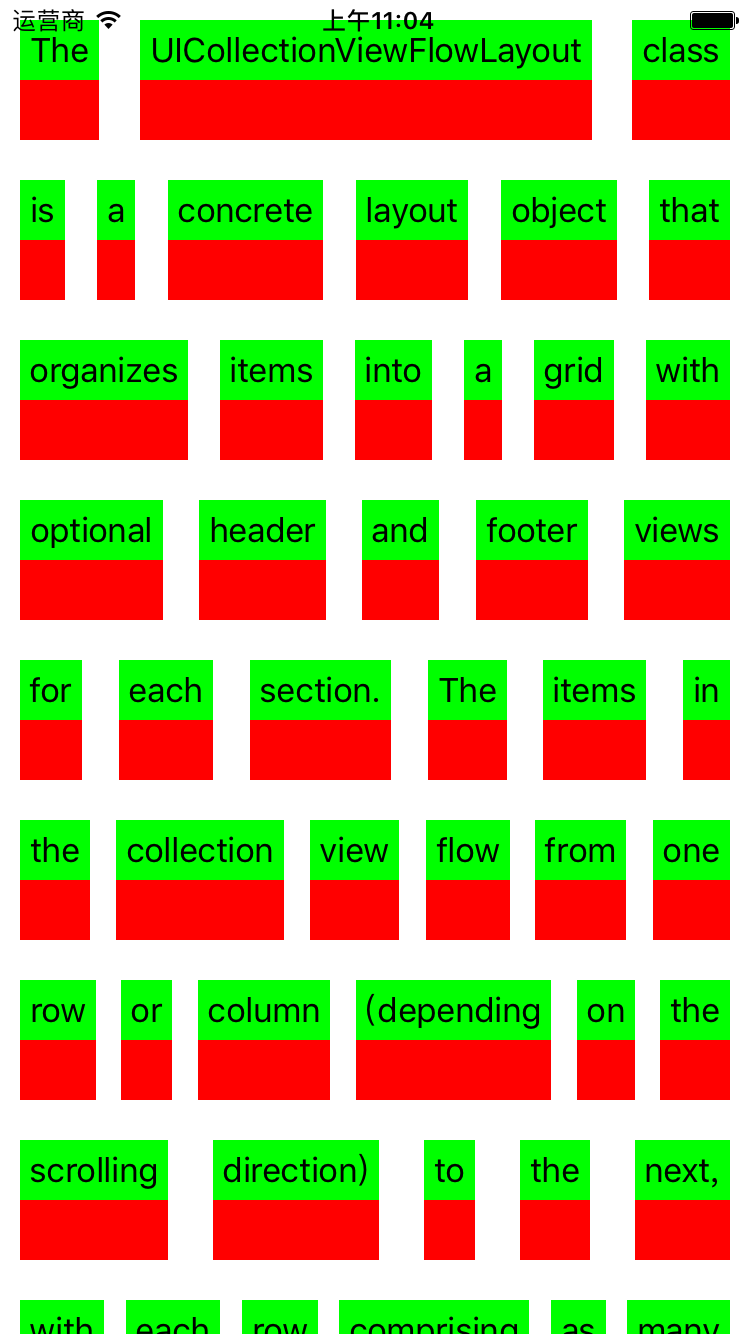 运营商 上午11:04
The UICollectionViewFlowLayout class
is a concrete layout object that
organizes items into a grid with
optional header and footer views
for each section. The items in
the collection view flow from one
row or column (depending on the
scrolling direction) to the next,
with each row comprising as many